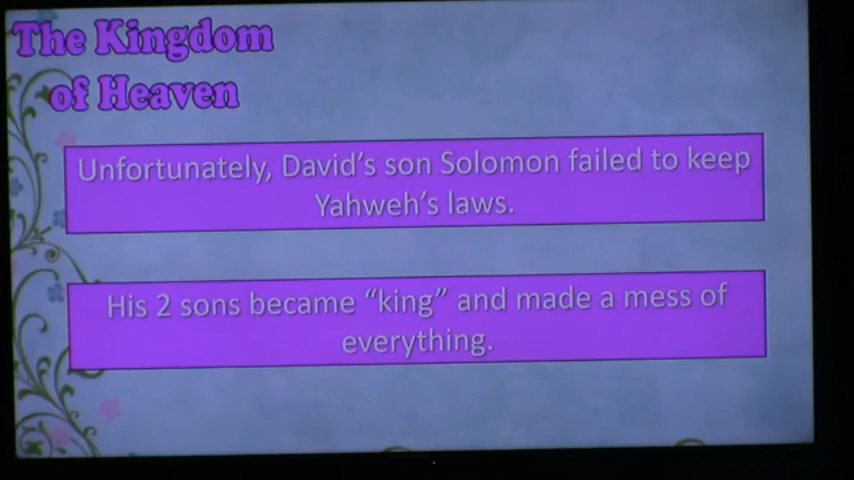 The Kingdom
of Heaven
Unfortunately, David's son Solomon failed to keep
Yahweh's laws.
His 2 sons became “king” and made a mess of
everything.